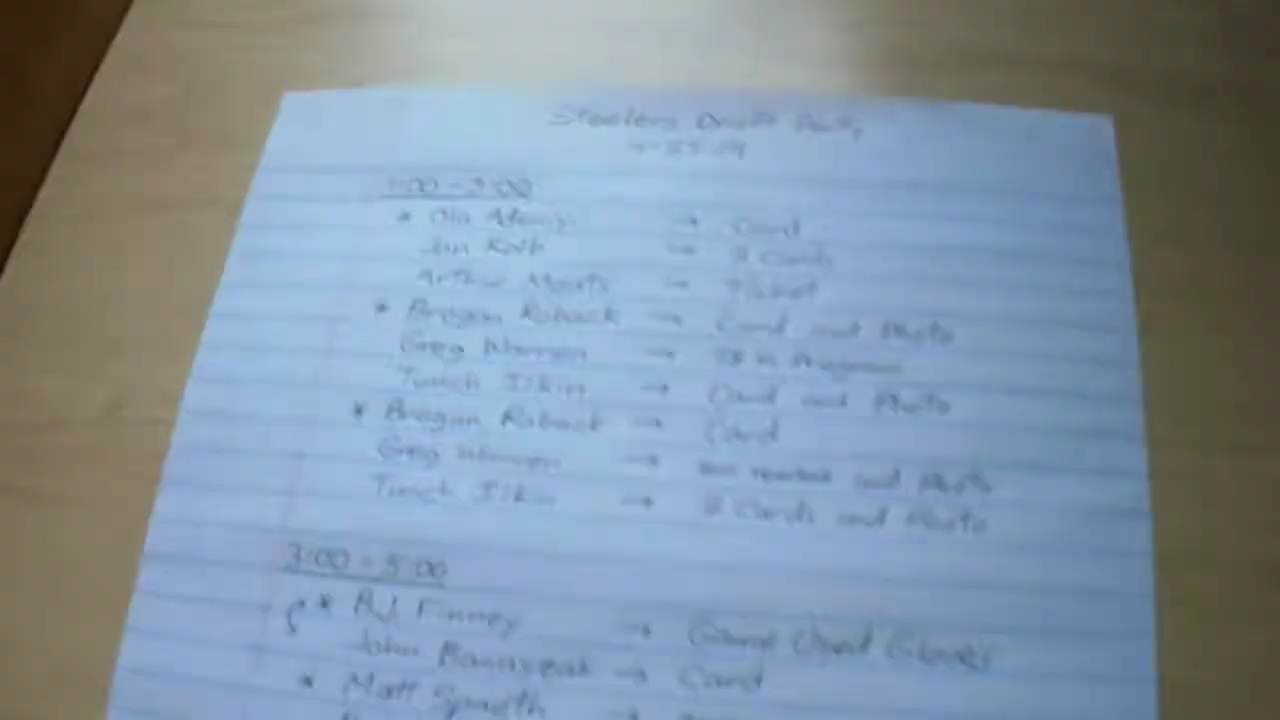 Steelers Draft Party
1:00 - 3:00
* Ola Adeniyi → Card
Jon Kolb → 2 Cards
Arthur Moats → Ticket
* Brogan Roback → Card and Photo
Greg Warren → Program
Tunch Ilkin → Card and Photo
* Brogan Roback → Card
Greg Warren → and Photo
Tunch Ilkin → 2 Cards and Photo
3:00 - 5:00
* B.J. Finney → Game Used
John Banaszak → Card
* Matt Spaeth →